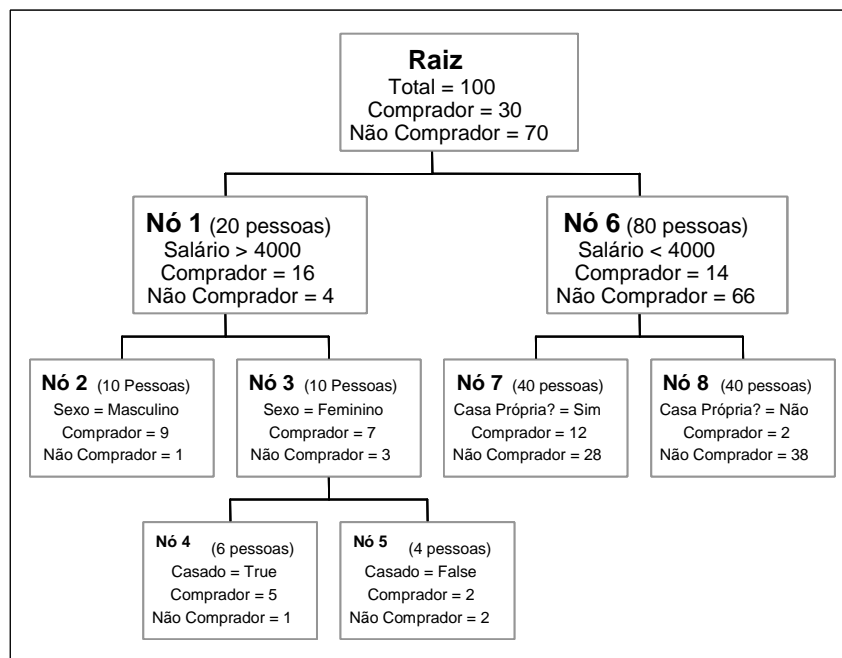 Raiz
Total = 100
Comprador = 30
Não Comprador = 70
Nó 1 (20 pessoas)
Salário > 4000
Comprador = 16
Não Comprador = 4
Nó 6 (80 pessoas)
Salário < 4000
Comprador = 14
Não Comprador = 66
Nó 2 (10 Pessoas)
Sexo = Masculino
Comprador = 9
Não Comprador = 1
Nó 3 (10 Pessoas)
Sexo = Feminino
Comprador = 7
Não Comprador = 3
Nó 7 (40 pessoas)
Casa Própria? = Sim
Comprador = 12
Não Comprador = 28
Nó 8 (40 pessoas)
Casa Própria? = Não
Comprador = 2
Não Comprador = 38
Nó 4 (6 pessoas)
Casado = True
Comprador = 5
Não Comprador = 1
Nó 5 (4 pessoas)
Casado = False
Comprador = 2
Não Comprador = 2